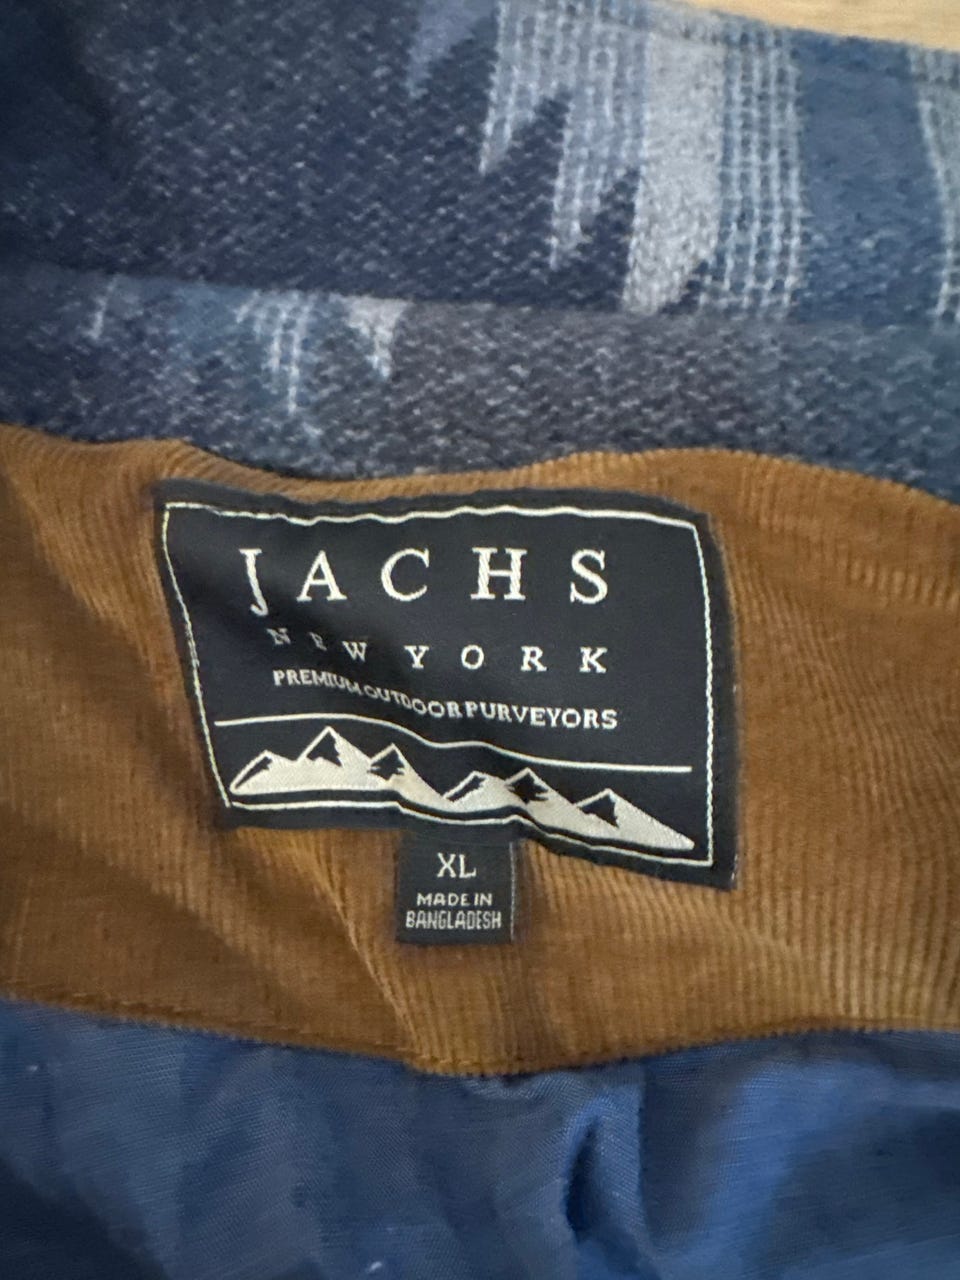 JACHS
NEW YORK
PREMIUM OUTDOOR PURVEYORS
XL
MADE IN
BANGLADESH